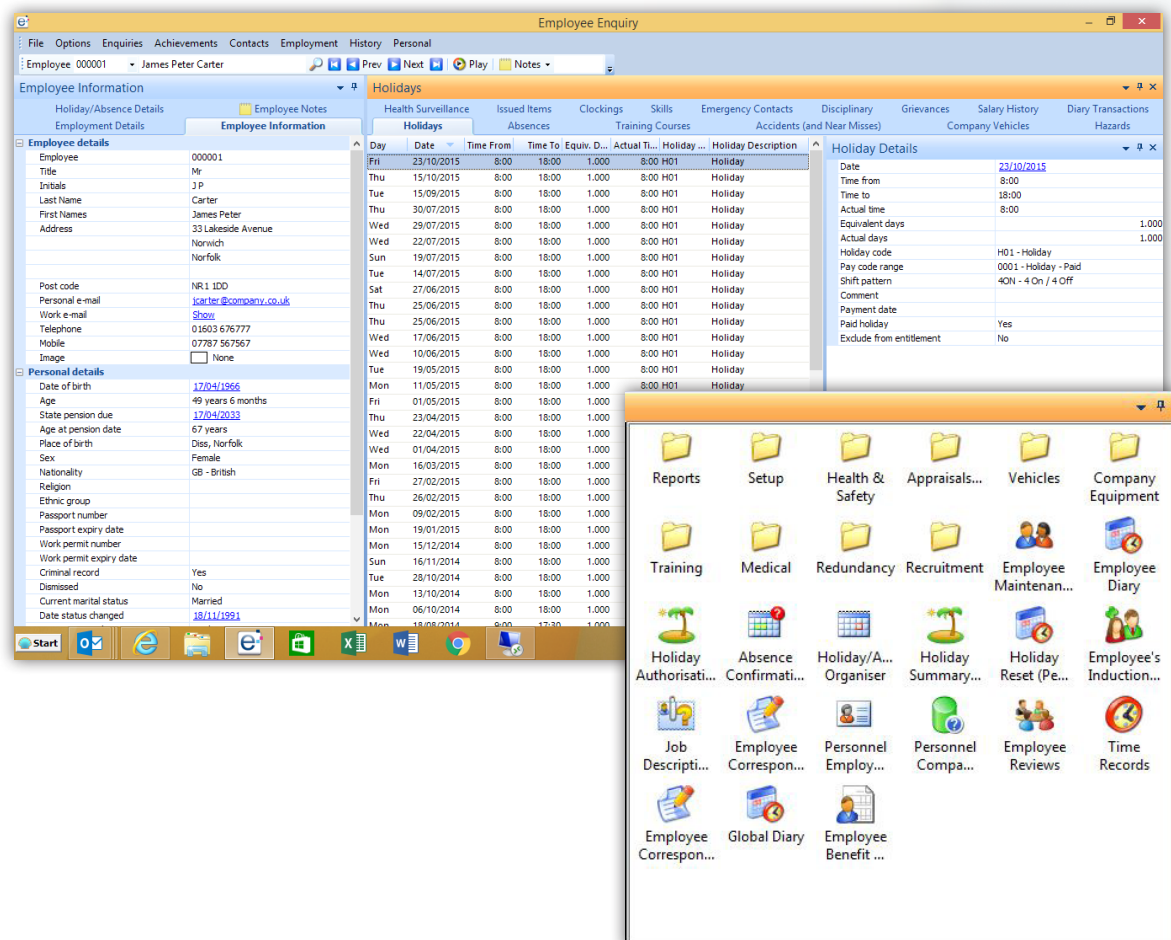 Employee Enquiry
File Options Enquiries Achievements Contacts Employment History Personal
Employee 000001 James Peter Carter Prev Next Play Notes
Employee Information
Holiday/Absence Details Employee Notes
Employment Details Employee Information
Employee details
Employee 000001
Title Mr
Initials J P
Last Name Carter
First Names James Peter
Address 33 Lakeside Avenue
Norwich
Norfolk
Post code NR1 1DD
Personal e-mail jcarter@company.co.uk
Work e-mail Show
Telephone 01603 676777
Mobile 07787 567567
Image None
Personal details
Date of birth 17/04/1966
Age 49 years 6 months
State pension due 17/04/2033
Age at pension date 67 years
Place of birth Diss, Norfolk
Sex Female
Nationality GB - British
Religion
Ethnic group
Passport number
Passport expiry date
Work permit number
Work permit expiry date
Criminal record Yes
Dismissed No
Current marital status Married
Date status changed 18/11/1991
Holidays
Health Surveillance Issued Items Clockings Skills Emergency Contacts Disciplinary Grievances Salary History Diary Transactions
Holidays Absences Training Courses Accidents (and Near Misses) Company Vehicles Hazards
Day Date Time From Time To Equiv. D... Actual Ti... Holiday ... Holiday Description
Fri 23/10/2015 8:00 18:00 1.000 8:00 H01 Holiday
Thu 15/10/2015 8:00 18:00 1.000 8:00 H01 Holiday
Tue 15/09/2015 8:00 18:00 1.000 8:00 H01 Holiday
Thu 30/07/2015 8:00 18:00 1.000 8:00 H01 Holiday
Wed 29/07/2015 8:00 18:00 1.000 8:00 H01 Holiday
Wed 22/07/2015 8:00 18:00 1.000 8:00 H01 Holiday
Sun 19/07/2015 8:00 18:00 1.000 8:00 H01 Holiday
Tue 14/07/2015 8:00 18:00 1.000 8:00 H01 Holiday
Sat 27/06/2015 8:00 18:00 1.000 8:00 H01 Holiday
Thu 25/06/2015 8:00 18:00 1.000 8:00 H01 Holiday
Thu 25/06/2015 8:00 18:00 1.000 8:00 H01 Holiday
Wed 17/06/2015 8:00 18:00 1.000 8:00 H01 Holiday
Wed 10/06/2015 8:00 18:00 1.000 8:00 H01 Holiday
Tue 19/05/2015 8:00 18:00 1.000 8:00 H01 Holiday
Mon 11/05/2015 8:00 18:00 1.000 8:00 H01 Holiday
Fri 01/05/2015 8:00 18:00 1.000
Thu 23/04/2015 8:00 18:00 1.000
Wed 22/04/2015 8:00 18:00 1.000
Wed 01/04/2015 8:00 18:00 1.000
Mon 16/03/2015 8:00 18:00 1.000
Fri 27/02/2015 8:00 18:00 1.000
Thu 26/02/2015 8:00 18:00 1.000
Mon 09/02/2015 8:00 18:00 1.000
Mon 19/01/2015 8:00 18:00 1.000
Mon 15/12/2014 8:00 18:00 1.000
Sun 16/11/2014 8:00 18:00 1.000
Tue 28/10/2014 8:00 18:00 1.000
Mon 13/10/2014 8:00 18:00 1.000
Mon 06/10/2014 8:00 18:00 1.000
Mon 18/08/2014 9:00 17:30 1.000
Holiday Details
Date 23/10/2015
Time from 8:00
Time to 18:00
Actual time 8:00
Equivalent days 1.000
Actual days 1.000
Holiday code H01 - Holiday
Pay code range 0001 - Holiday - Paid
Shift pattern 4ON - 4 On / 4 Off
Comment
Payment date
Paid holiday Yes
Exclude from entitlement No
Start
Reports Setup Health & Appraisals... Vehicles Company
Safety Equipment
Training Medical Redundancy Recruitment Employee Employee
Maintenan... Diary
Holiday Absence Holiday/A... Holiday Holiday Employee's
Authorisati... Confirmati... Organiser Summary... Reset (Pe... Induction...
Job Employee Personnel Personnel Employee Time
Descripti... Correspon... Employ... Compa... Reviews Records
Employee Global Diary Employee
Correspon... Benefit ...